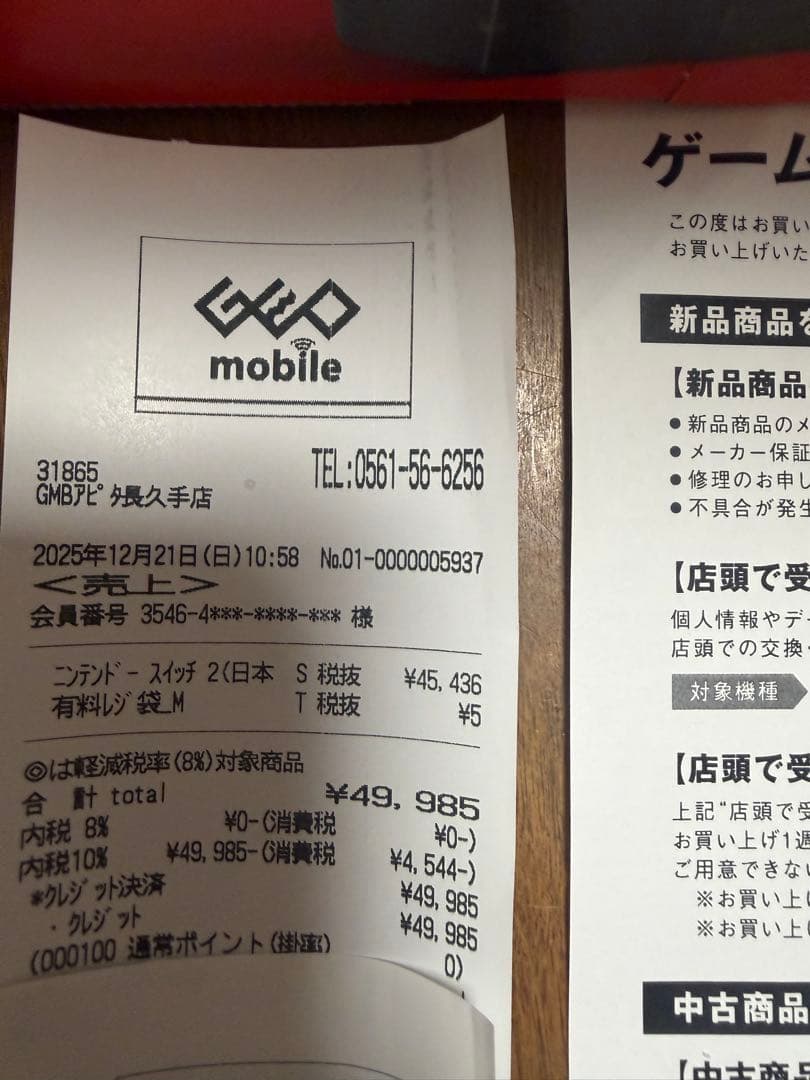 GEO
mobile
31865
TEL:0561-56-6256
GMBアピタ長久手店
2025年12月21日(日)10:58 №01-0000005937
<売上>
会員番号 3546-4***-****-*** 様
ニンテンドースイッチ 2(日本 S 税抜 ¥45,436
有料レジ袋_M T 税抜 ¥5
◎は軽減税率(8%)対象商品
合 計 total ¥49,985
内税 8% ¥0-(消費税 ¥0-)
内税10% ¥49,985-(消費税 ¥4,544-)
*クレジット決済 ¥49,985
・クレジット ¥49,985
(000100 通常ポイント(掛率) 0)
ゲーム
この度はお買い
お買い上げいた
新品商品を
【新品商品
●新品商品のメ
●メーカー保証
●修理のお申し
●不具合が発生
【店頭で受
個人情報やデー
店頭での交換・
対象機種
【店頭で受
上記“店頭で受
お買い上げ1週
ご用意できない
※お買い上げ
※お買い上げ
中古商品
【中古商品